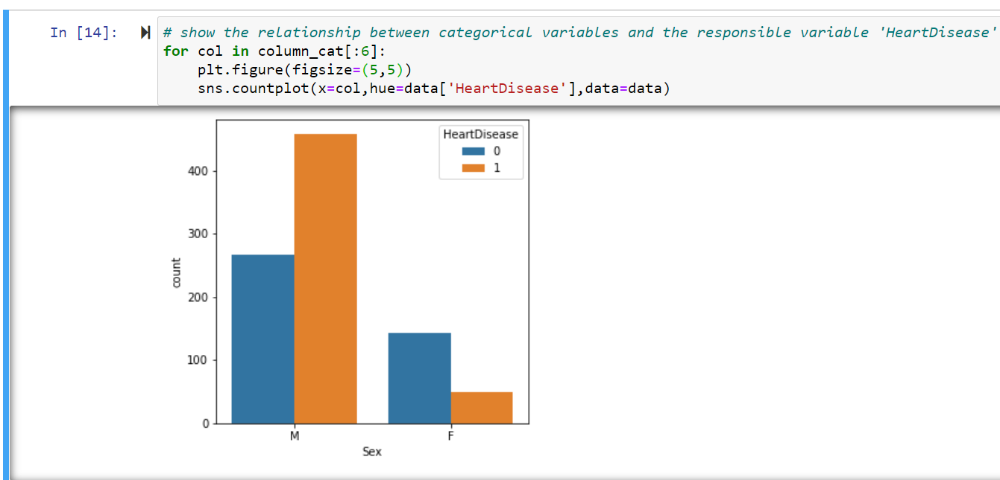 In [14]:
# show the relationship between categorical variables and the responsible variable 'HeartDisease'
for col in column_cat[:6]:
    plt.figure(figsize=(5,5))
    sns.countplot(x=col,hue=data['HeartDisease'],data=data)
HeartDisease
0
1
400
300
200
100
0
count
M
F
Sex